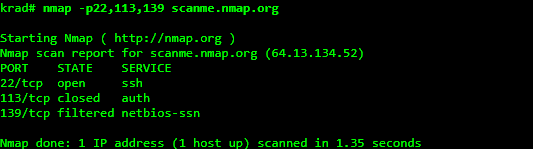 krad# nmap -p22,113,139 scanme.nmap.org
Starting Nmap ( http://nmap.org )
Nmap scan report for scanme.nmap.org (64.13.134.52)
PORT    STATE    SERVICE
22/tcp  open     ssh
113/tcp closed   auth
139/tcp filtered netbios-ssn
Nmap done: 1 IP address (1 host up) scanned in 1.35 seconds